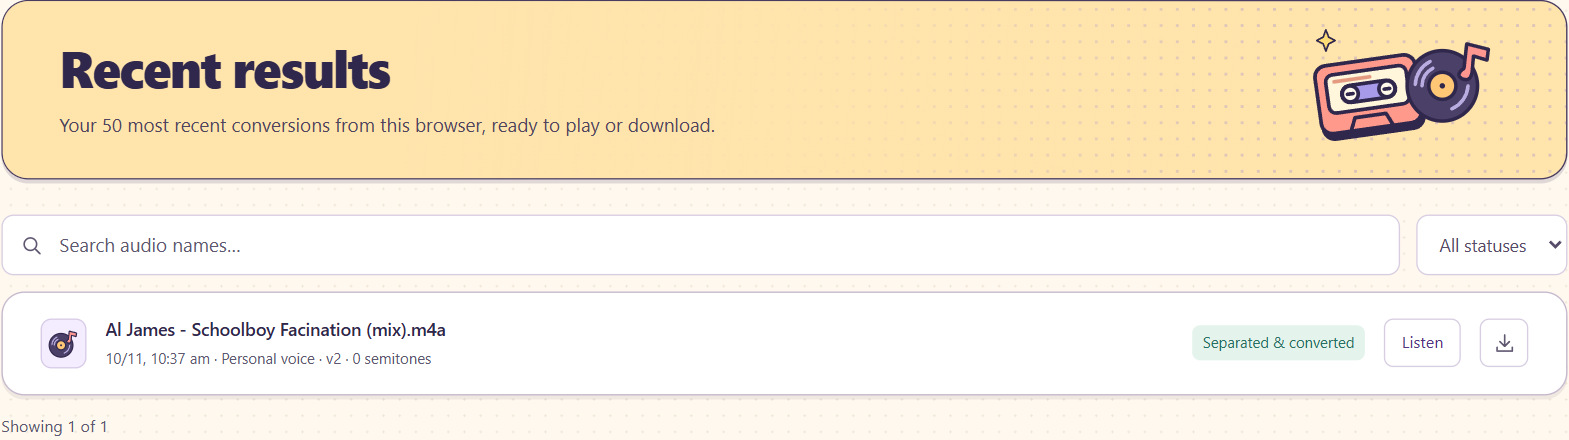 Recent results
Your 50 most recent conversions from this browser, ready to play or download.
Search audio names...
All statuses
Al James - Schoolboy Facination (mix).m4a
10/11, 10:37 am · Personal voice · v2 · 0 semitones
Separated & converted
Listen
Showing 1 of 1